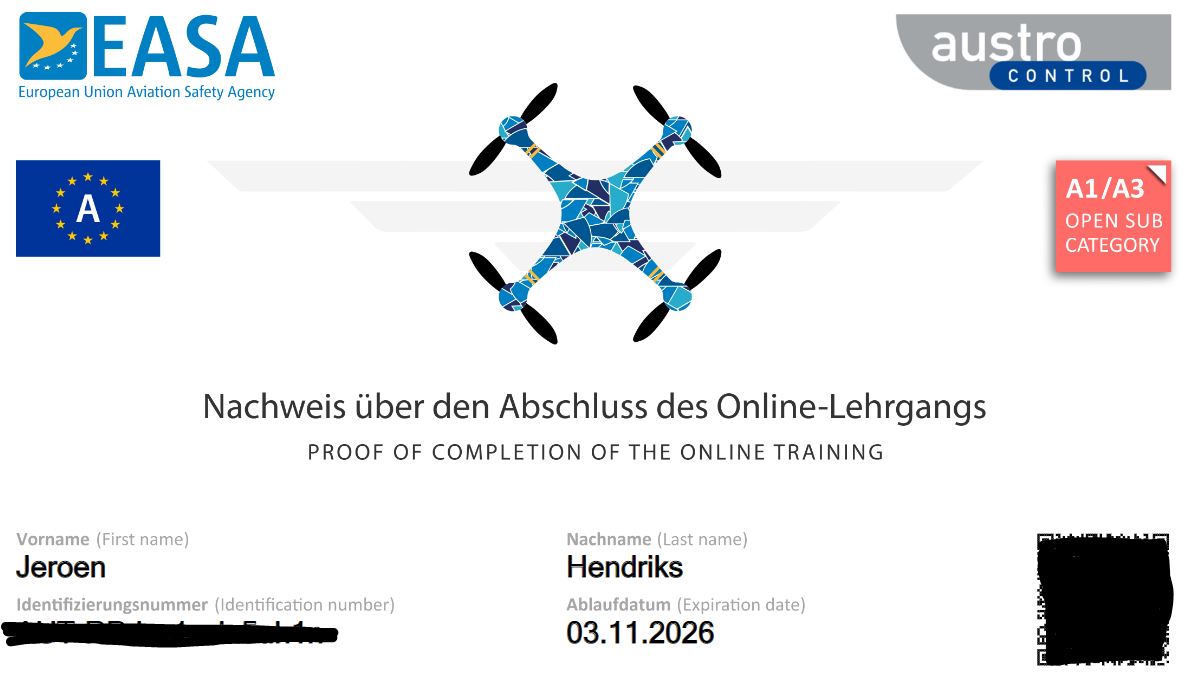 EASA
European Union Aviation Safety Agency
austro
CONTROL
A
A1/A3
OPEN SUB
CATEGORY
Nachweis über den Abschluss des Online-Lehrgangs
PROOF OF COMPLETION OF THE ONLINE TRAINING
Vorname (First name)
Jeroen
Nachname (Last name)
Hendriks
Identifizierungsnummer (Identification number)
Ablaufdatum (Expiration date)
03.11.2026